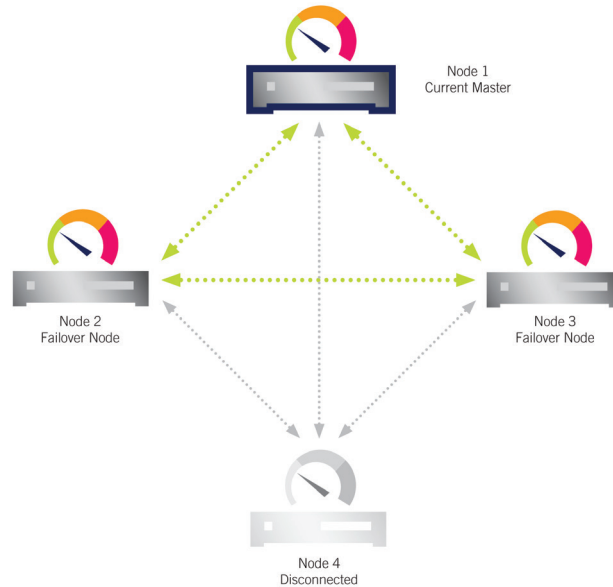 Node 1
Current Master
Node 2
Failover Node
Node 3
Failover Node
Node 4
Disconnected